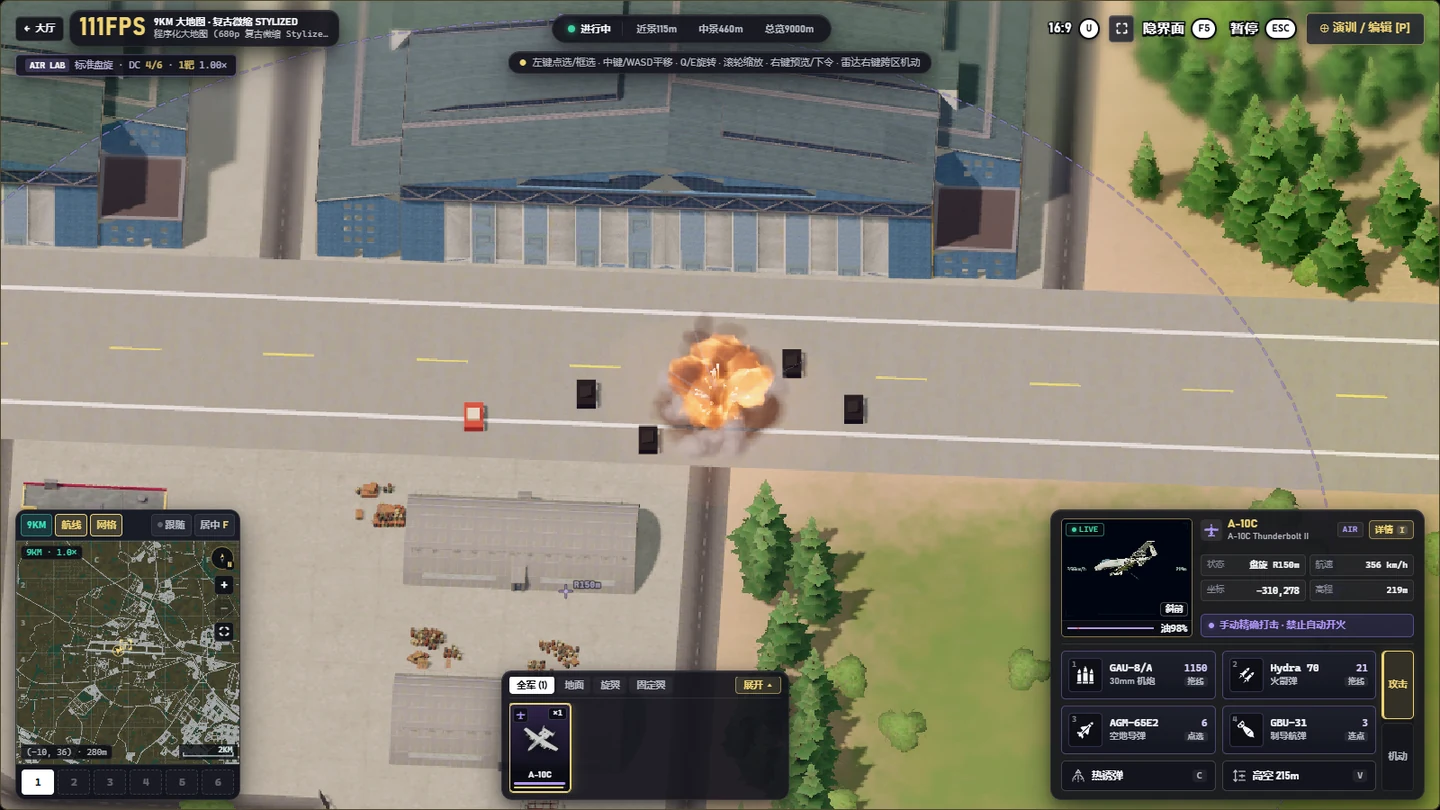 ← 大厅
111FPS
9KM 大地图 · 复古微缩 STYLIZED
程序化大地图 (680p 复古微缩 Stylize…
AIR LAB 标准盘旋 · DC 4/6 · 1靶 1.00×
进行中 近景115m 中景460m 总览9000m
左键点选/框选 · 中键/WASD平移 · Q/E旋转 · 滚轮缩放 · 右键预览/下令 · 雷达右键跨区机动
16:9 U 隐界面 F5 暂停 ESC
演训 / 编辑 [P]
R150m
9KM 航线 网格 跟随 居中 F
9KM · 1.0×
N
2
3
4
5
+
−
(−10, 36) · 280m
2KM
1 2 3 4 5 6
全军 (1) 地面 旋翼 固定翼 展开
×1
A-10C
LIVE
斜前
油98%
A-10C
A-10C Thunderbolt II
AIR
详情 I
状态 盘旋 R150m
航速 356 km/h
坐标 −310,278
高程 219m
手动精确打击 · 禁止自动开火
1 GAU-8/A 1150
30mm 机炮 拖线
2 Hydra 70 21
火箭弹 拖线
3 AGM-65E2 6
空地导弹 点选
4 GBU-31 3
制导航弹 连点
热诱弹 C
高空 215m V
攻击
机动